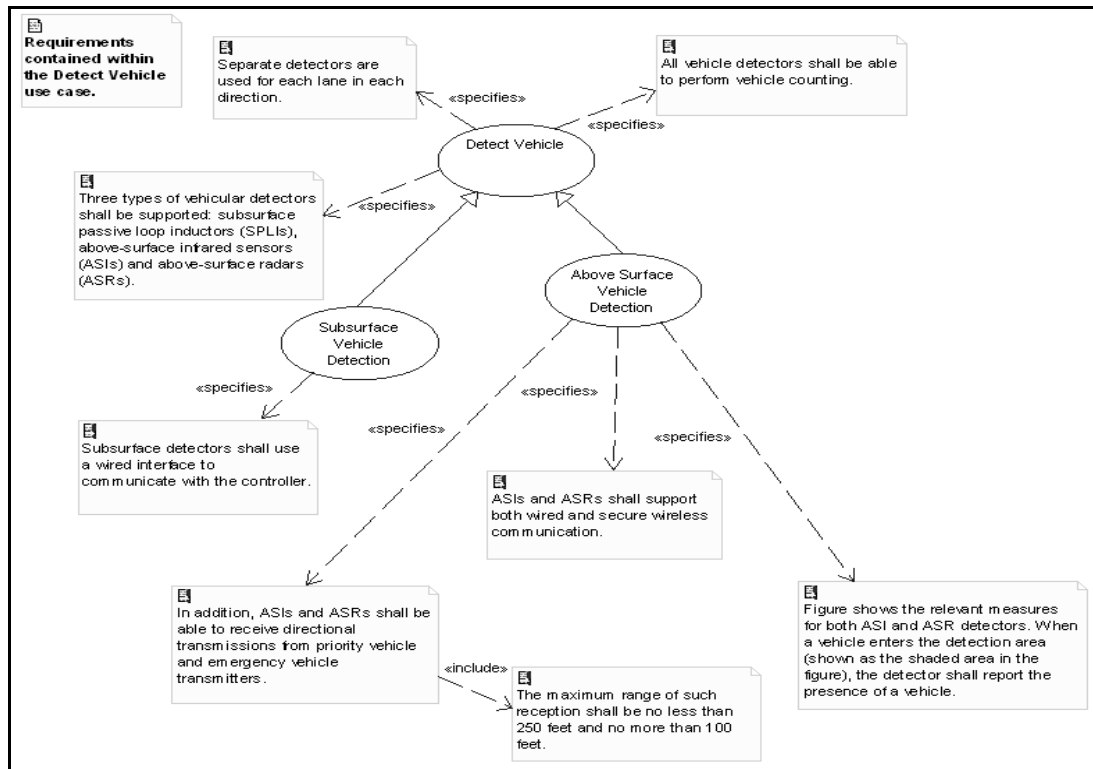 Requirements
contained within
the Detect Vehicle
use case.
Separate detectors are
used for each lane in each
direction.
All vehicle detectors shall be able
to perform vehicle counting.
«specifies»
«specifies»
Detect Vehicle
Three types of vehicular detectors
shall be supported: subsurface
passive loop inductors (SPLIs),
above-surface infrared sensors
(ASIs) and above-surface radars
(ASRs).
«specifies»
Above Surface
Vehicle
Detection
Subsurface
Vehicle
Detection
«specifies»
«specifies»
«specifies»
«specifies»
Subsurface detectors shall use
a wired interface to
communicate with the controller.
ASIs and ASRs shall support
both wired and secure wireless
communication.
In addition, ASIs and ASRs shall be
able to receive directional
transmissions from priority vehicle
and emergency vehicle
transmitters.
«include»
The maximum range of such
reception shall be no less than
250 feet and no more than 100
feet.
Figure shows the relevant measures
for both ASI and ASR detectors. When
a vehicle enters the detection area
(shown as the shaded area in the
figure), the detector shall report the
presence of a vehicle.